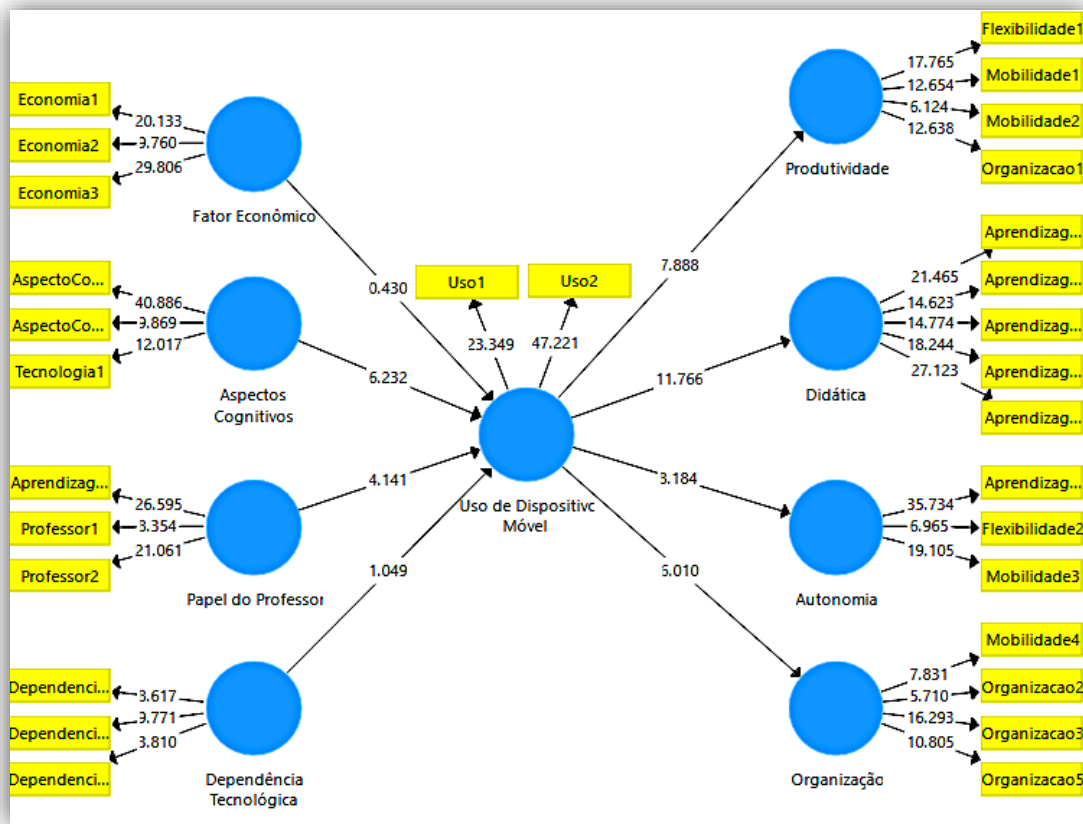 Economia1
Economia2
Economia3
20.133
9.760
29.806
Fator Econômico
AspectoCo...
AspectoCo...
Tecnologia1
40.886
9.869
12.017
Aspectos
Cognitivos
Aprendizag...
Professor1
Professor2
26.595
3.354
21.061
Papel do Professor
Dependenci...
Dependenci...
Dependenci...
3.617
9.771
3.810
Dependência
Tecnológica
0.430
6.232
4.141
1.049
Uso1
Uso2
23.349
47.221
Uso de Dispositivc
Móvel
7.888
11.766
3.184
6.010
Flexibilidade1
Mobilidade1
Mobilidade2
Organizacao1
17.765
12.654
6.124
12.638
Produtividade
Aprendizag...
Aprendizag...
Aprendizag...
Aprendizag...
Aprendizag...
21.465
14.623
14.774
18.244
27.123
Didática
Aprendizag...
Flexibilidade2
Mobilidade3
35.734
6.965
19.105
Autonomia
Mobilidade4
Organizacao2
Organizacao3
Organizacao5
7.831
5.710
16.293
10.805
Organização